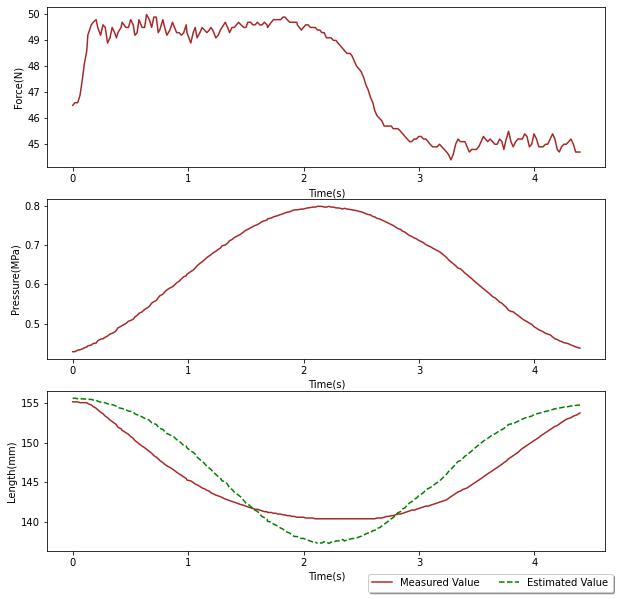 50
49
48
47
46
45
Force(N)
0 1 2 3 4
Time(s)
0.8
0.7
0.6
0.5
Pressure(MPa)
0 1 2 3 4
Time(s)
155
150
145
140
Length(mm)
0 1 2 3 4
Time(s)
Measured Value Estimated Value